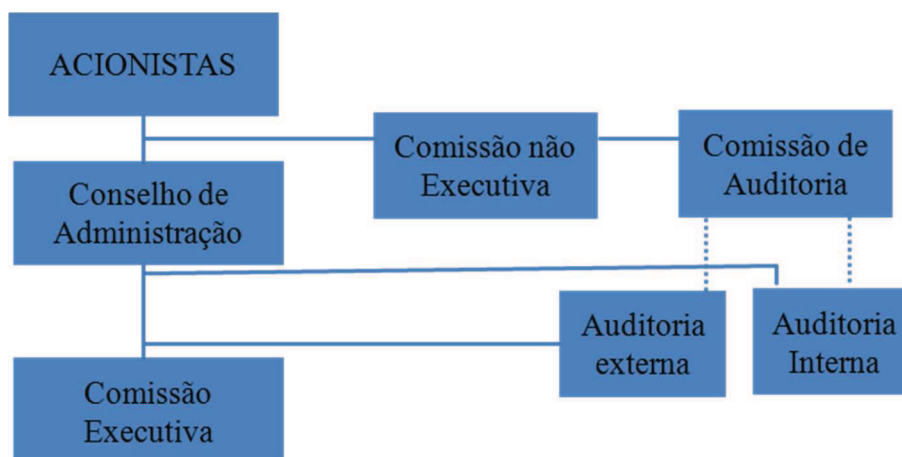 ACIONISTAS
Comissão não
Executiva
Comissão de
Auditoria
Conselho de
Administração
Auditoria
externa
Auditoria
Interna
Comissão
Executiva